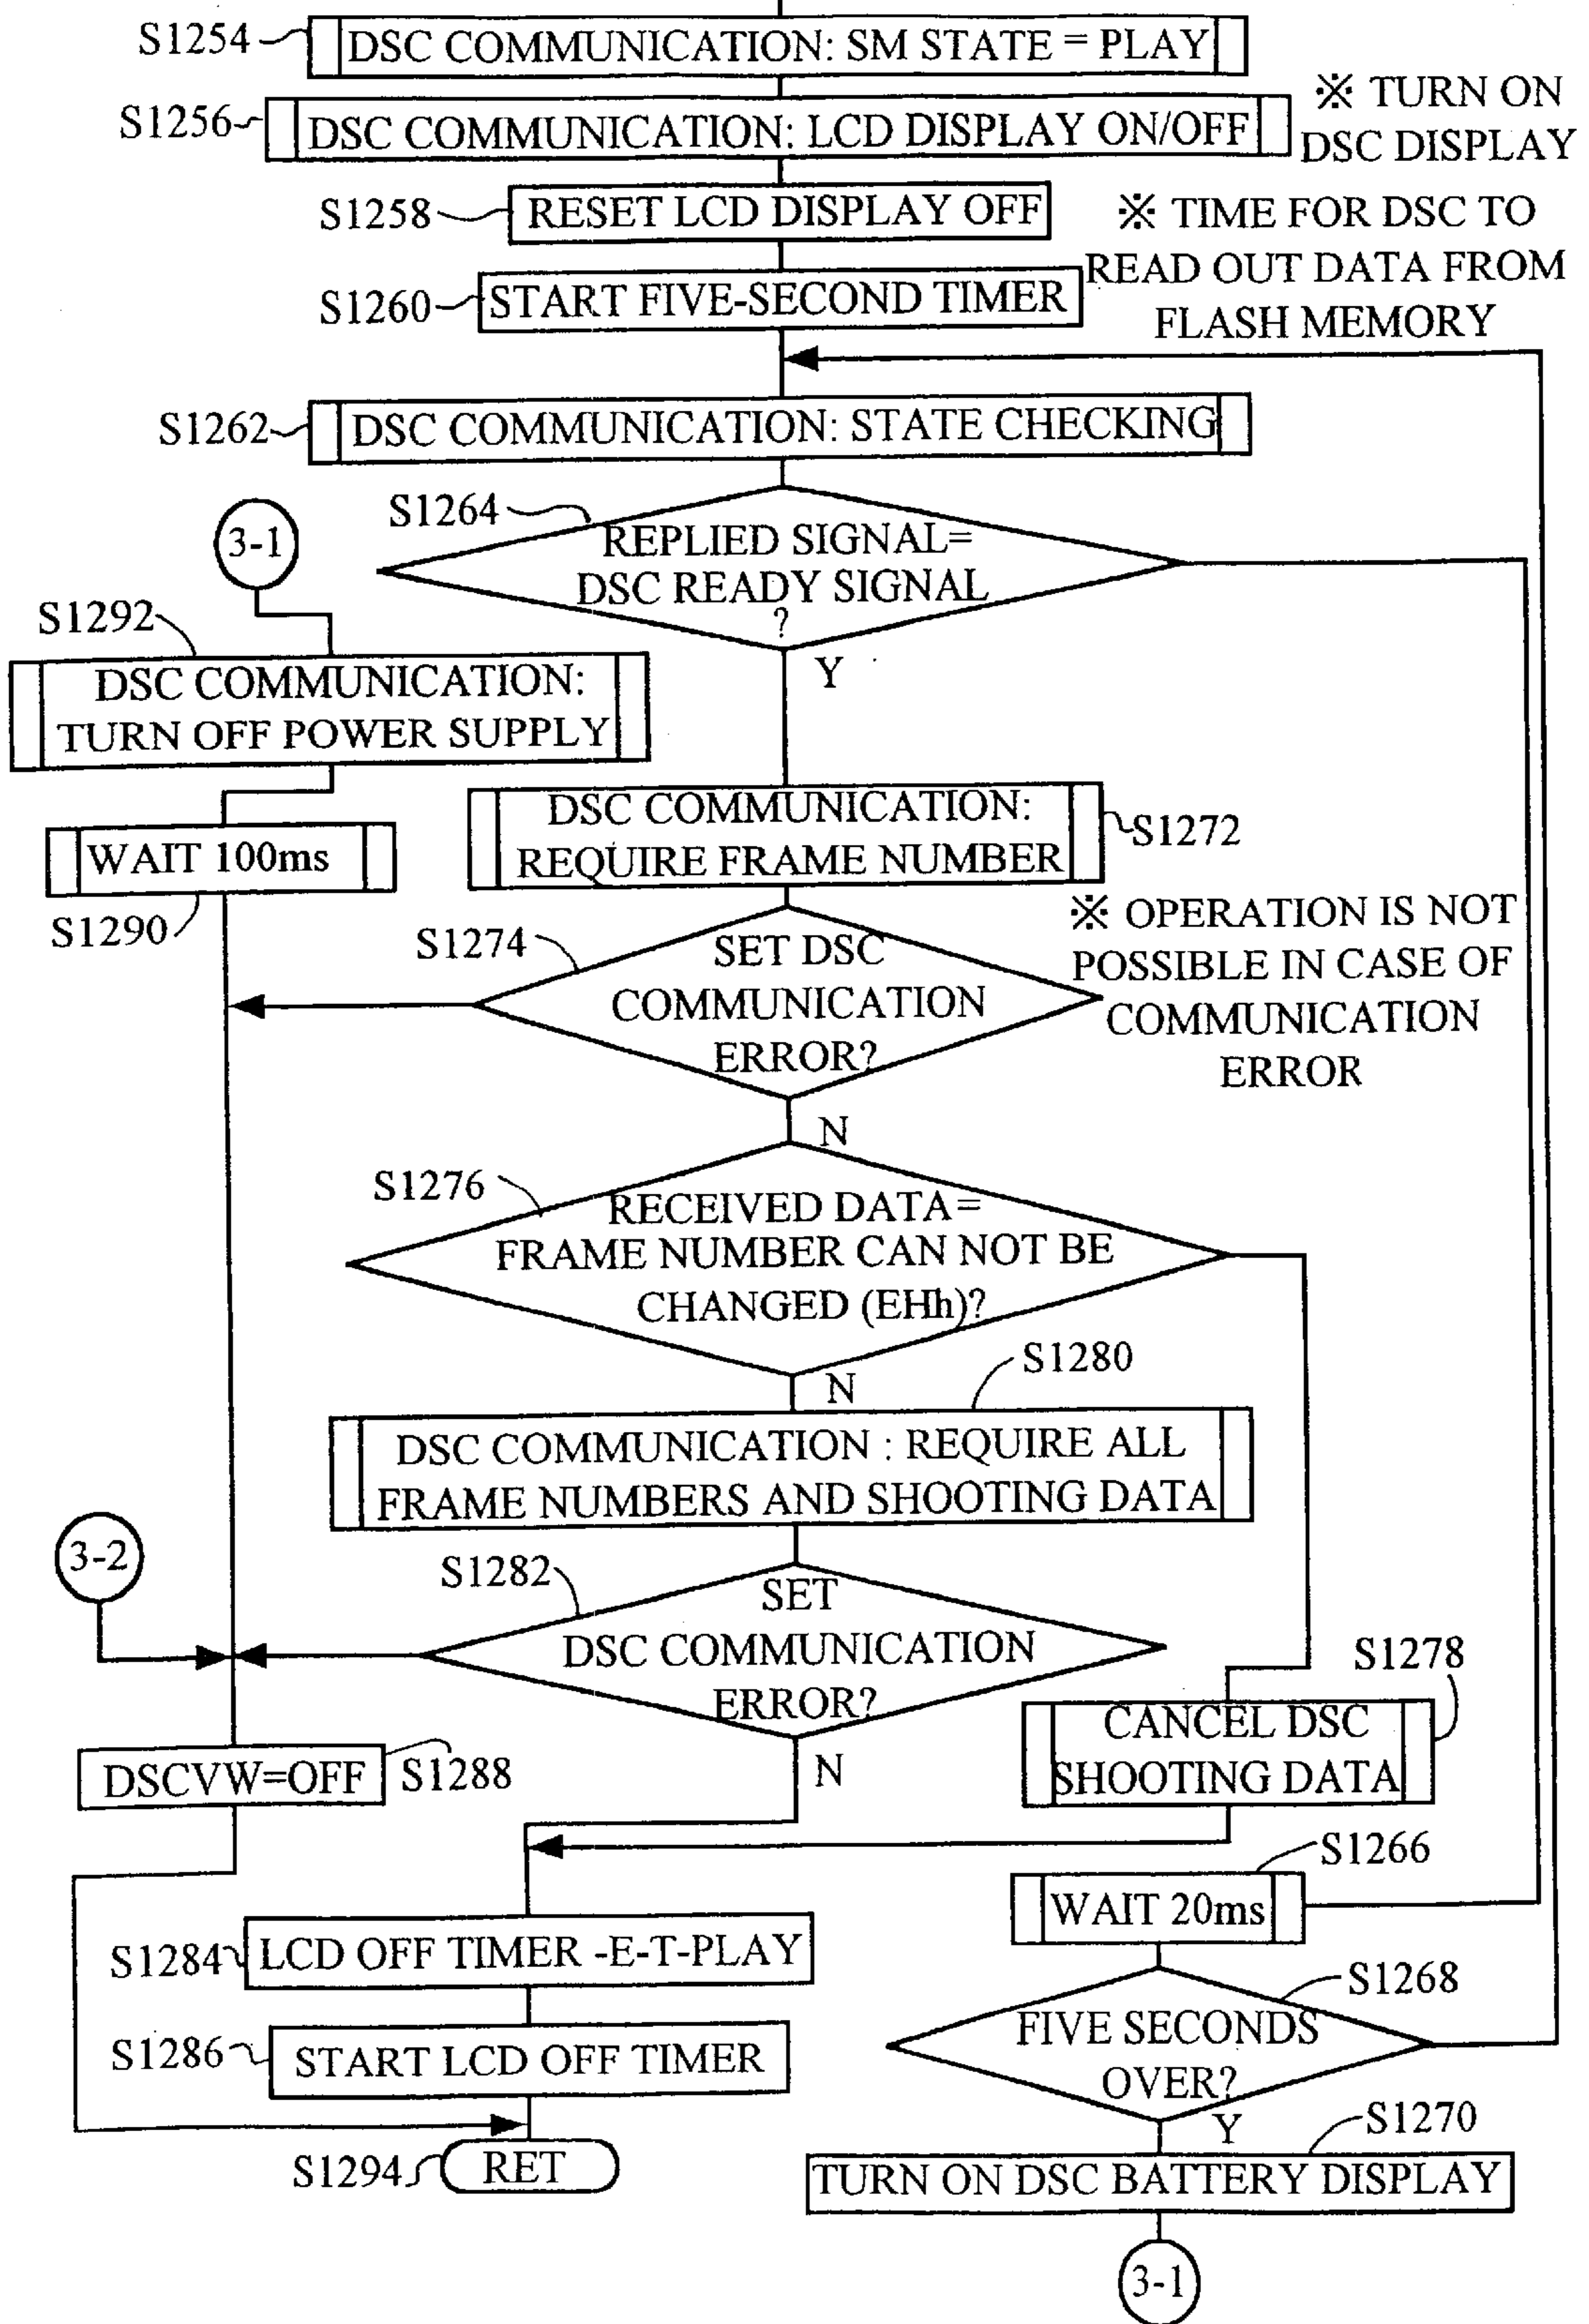 S1254
DSC COMMUNICATION: SM STATE = PLAY
S1256
DSC COMMUNICATION: LCD DISPLAY ON/OFF
※ TURN ON
DSC DISPLAY
S1258
RESET LCD DISPLAY OFF
※ TIME FOR DSC TO
READ OUT DATA FROM
FLASH MEMORY
S1260
START FIVE-SECOND TIMER
S1262
DSC COMMUNICATION: STATE CHECKING
S1264
REPLIED SIGNAL=
DSC READY SIGNAL
?
Y
3-1
S1292
DSC COMMUNICATION:
TURN OFF POWER SUPPLY
WAIT 100ms
S1290
DSC COMMUNICATION:
REQUIRE FRAME NUMBER
S1272
S1274
SET DSC
COMMUNICATION
ERROR?
※ OPERATION IS NOT
POSSIBLE IN CASE OF
COMMUNICATION
ERROR
N
S1276
RECEIVED DATA=
FRAME NUMBER CAN NOT BE
CHANGED (EHh)?
N
S1280
DSC COMMUNICATION : REQUIRE ALL
FRAME NUMBERS AND SHOOTING DATA
3-2
S1282
SET
DSC COMMUNICATION
ERROR?
N
S1278
CANCEL DSC
SHOOTING DATA
DSCVW=OFF
S1288
S1266
WAIT 20ms
S1284
LCD OFF TIMER -E-T-PLAY
S1268
FIVE SECONDS
OVER?
Y
S1286
START LCD OFF TIMER
S1270
TURN ON DSC BATTERY DISPLAY
S1294
RET
3-1